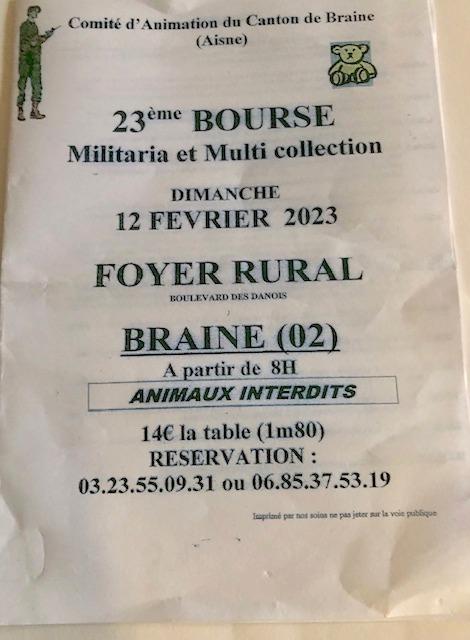 Comité d'Animation du Canton de Braine
(Aisne)
23ème BOURSE
Militaria et Multi collection
DIMANCHE
12 FEVRIER 2023
FOYER RURAL
BOULEVARD DES DANOIS
BRAINE (02)
A partir de 8H
ANIMAUX INTERDITS
14€ la table (1m80)
RESERVATION :
03.23.55.09.31 ou 06.85.37.53.19
Imprimé par nos soins ne pas jeter sur la voie publique